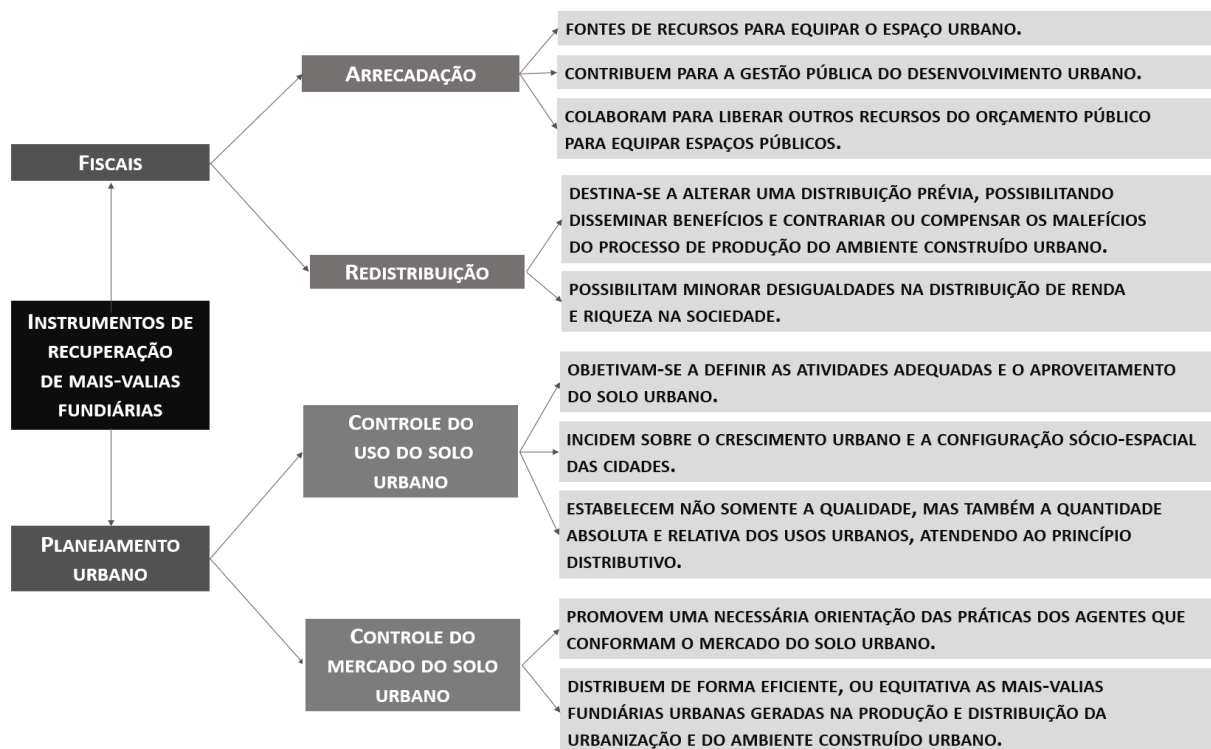 FONTES DE RECURSOS PARA EQUIPAR O ESPAÇO URBANO.
ARRECADAÇÃO
CONTRIBUEM PARA A GESTÃO PÚBLICA DO DESENVOLVIMENTO URBANO.
COLABORAM PARA LIBERAR OUTROS RECURSOS DO ORÇAMENTO PÚBLICO
PARA EQUIPAR ESPAÇOS PÚBLICOS.
FISCAIS
DESTINA-SE A ALTERAR UMA DISTRIBUIÇÃO PRÉVIA, POSSIBILITANDO
DISSEMINAR BENEFÍCIOS E CONTRARIAR OU COMPENSAR OS MALEFÍCIOS
DO PROCESSO DE PRODUÇÃO DO AMBIENTE CONSTRUÍDO URBANO.
REDISTRIBUIÇÃO
POSSIBILITAM MINORAR DESIGUALDADES NA DISTRIBUIÇÃO DE RENDA
E RIQUEZA NA SOCIEDADE.
INSTRUMENTOS DE
RECUPERAÇÃO
DE MAIS-VALIAS
FUNDIÁRIAS
OBJETIVAM-SE A DEFINIR AS ATIVIDADES ADEQUADAS E O APROVEITAMENTO
DO SOLO URBANO.
CONTROLE DO
USO DO SOLO
URBANO
INCIDEM SOBRE O CRESCIMENTO URBANO E A CONFIGURAÇÃO SÓCIO-ESPACIAL
DAS CIDADES.
ESTABELECEM NÃO SOMENTE A QUALIDADE, MAS TAMBÉM A QUANTIDADE
ABSOLUTA E RELATIVA DOS USOS URBANOS, ATENDENDO AO PRINCÍPIO
DISTRIBUTIVO.
PLANEJAMENTO
URBANO
CONTROLE DO
MERCADO DO SOLO
URBANO
PROMOVEM UMA NECESSÁRIA ORIENTAÇÃO DAS PRÁTICAS DOS AGENTES QUE
CONFORMAM O MERCADO DO SOLO URBANO.
DISTRIBUEM DE FORMA EFICIENTE, OU EQUITATIVA AS MAIS-VALIAS
FUNDIÁRIAS URBANAS GERADAS NA PRODUÇÃO E DISTRIBUIÇÃO DA
URBANIZAÇÃO E DO AMBIENTE CONSTRUÍDO URBANO.